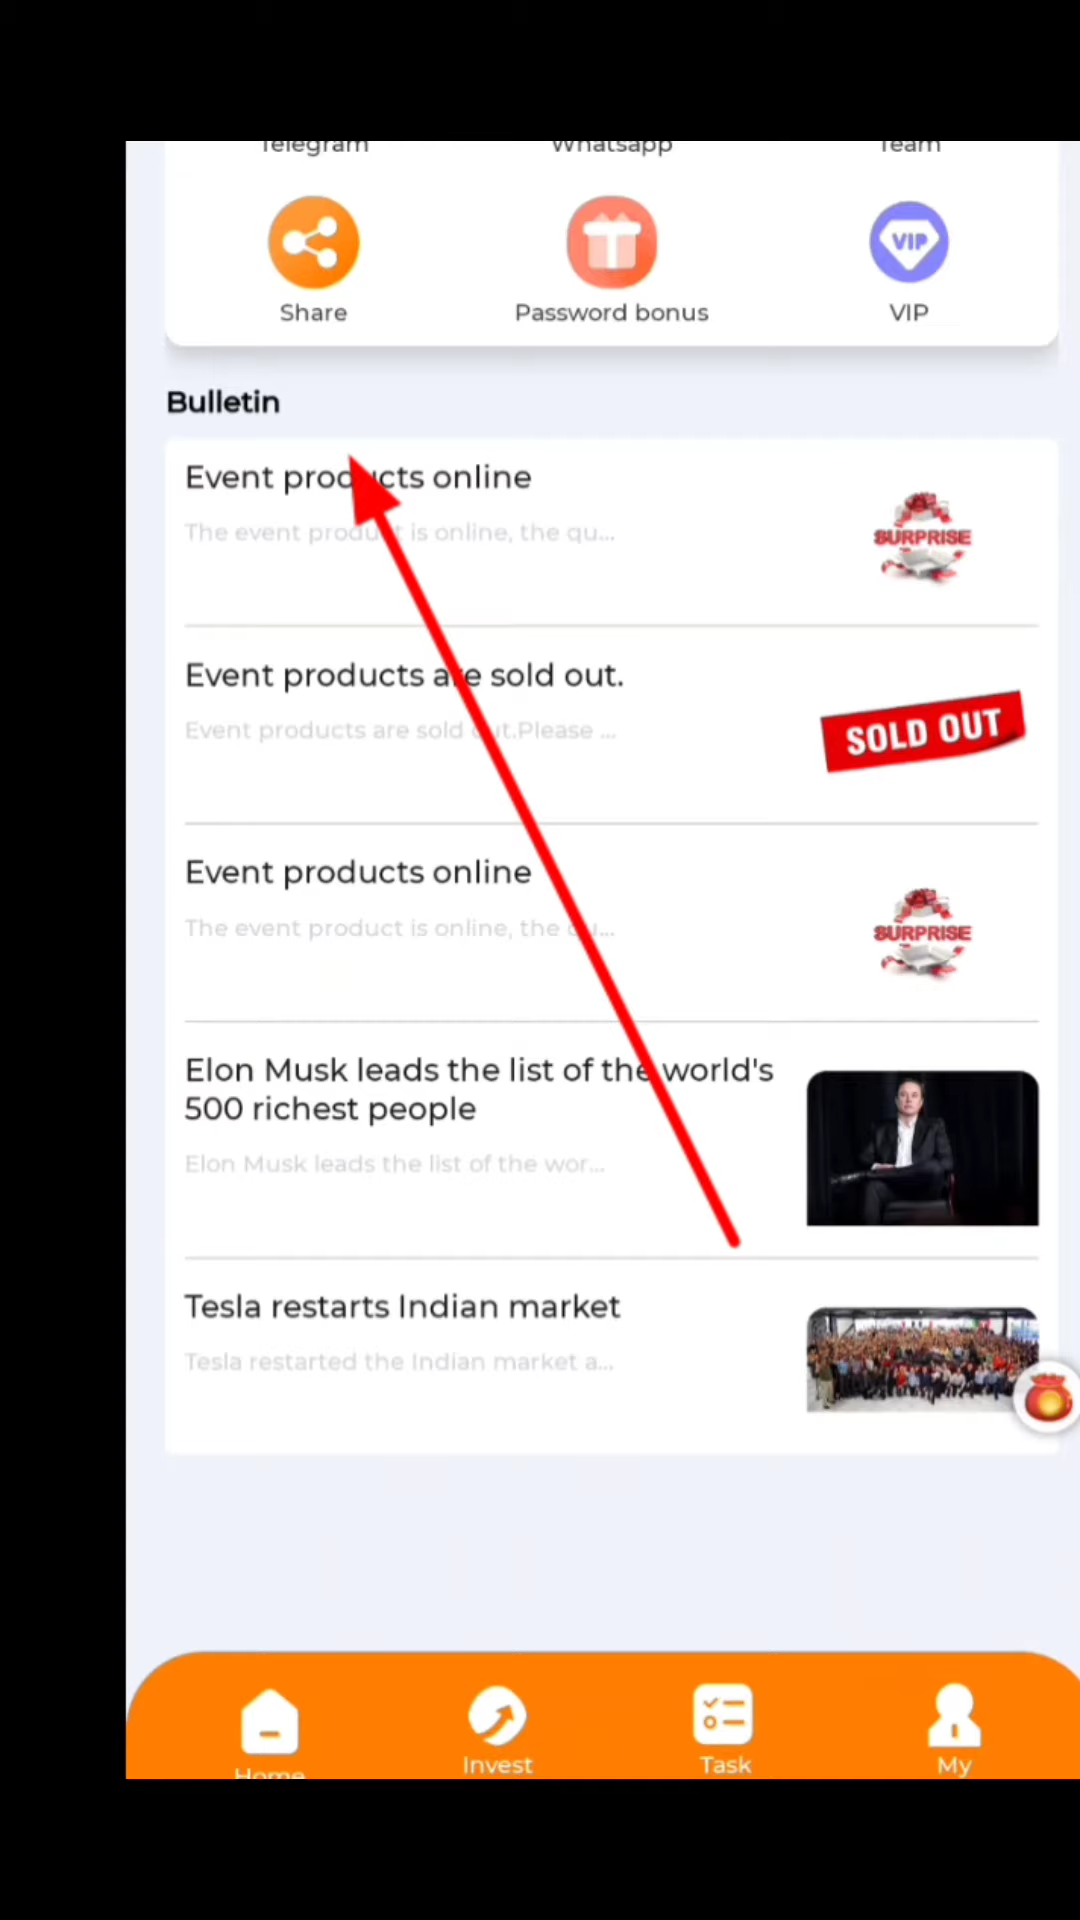 Telegram
Whatsapp
Team
VIP
Share
Password bonus
VIP
Bulletin
Event products online
The event product is online, the qu...
SURPRISE
Event products are sold out.
Event products are sold out.Please ...
SOLD OUT
Event products online
The event product is online, the qu...
SURPRISE
Elon Musk leads the list of the world's
500 richest people
Elon Musk leads the list of the wor...
Tesla restarts Indian market
Tesla restarted the Indian market a...
Home
Invest
Task
My